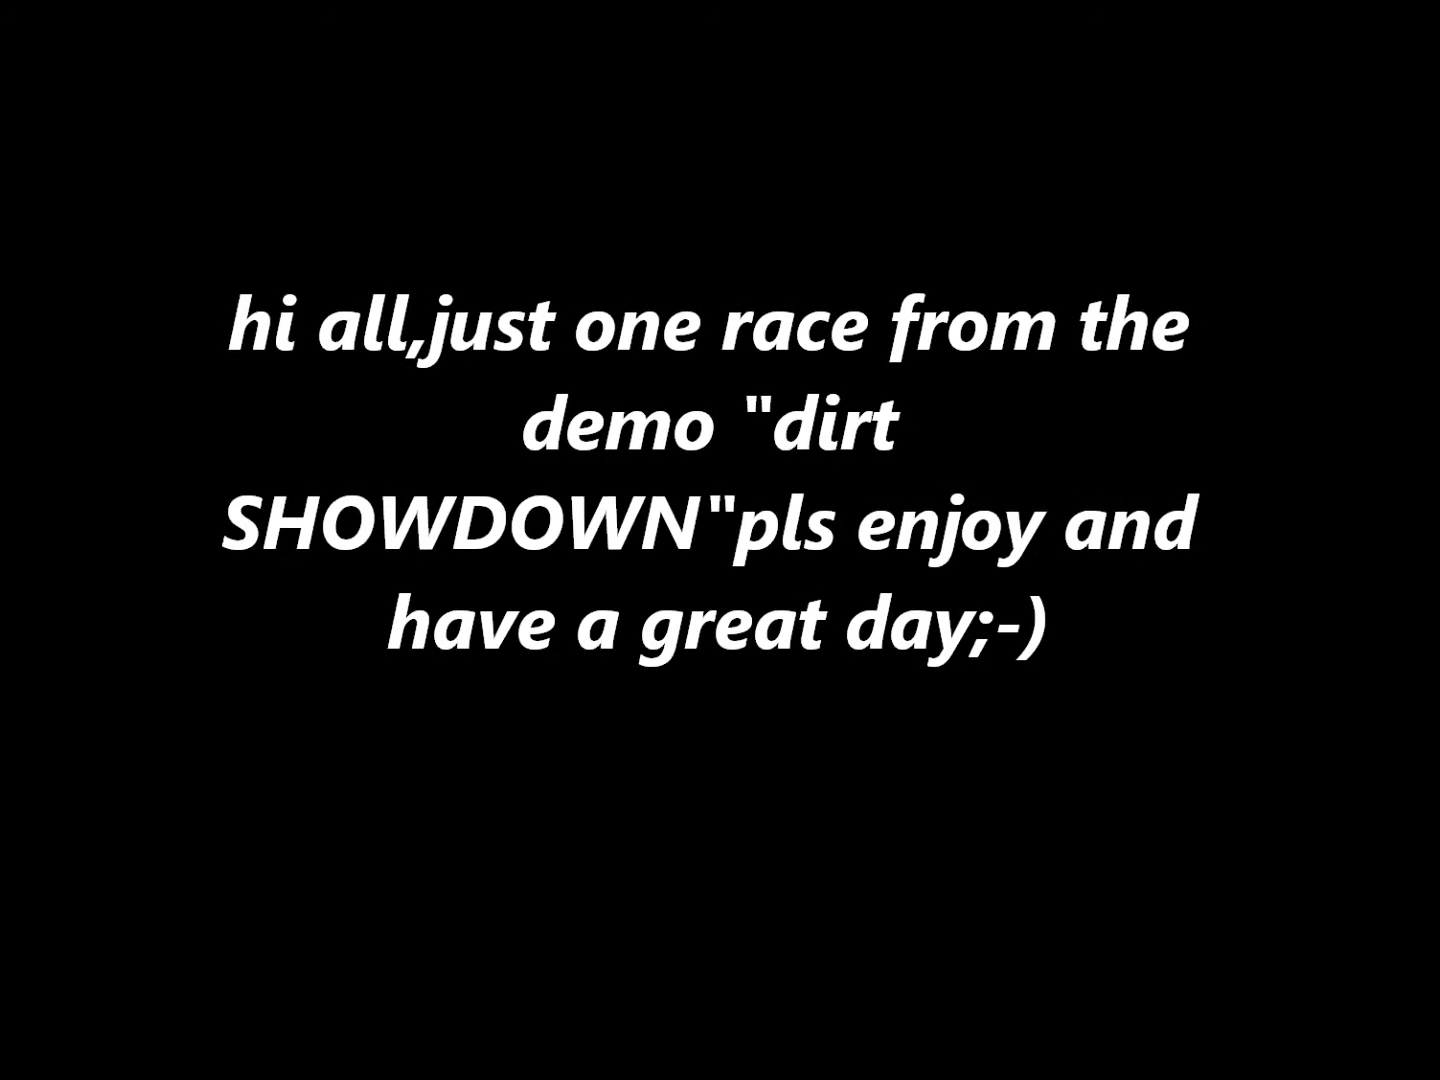 hi all,just one race from the
demo "dirt
SHOWDOWN"pls enjoy and
have a great day;-)